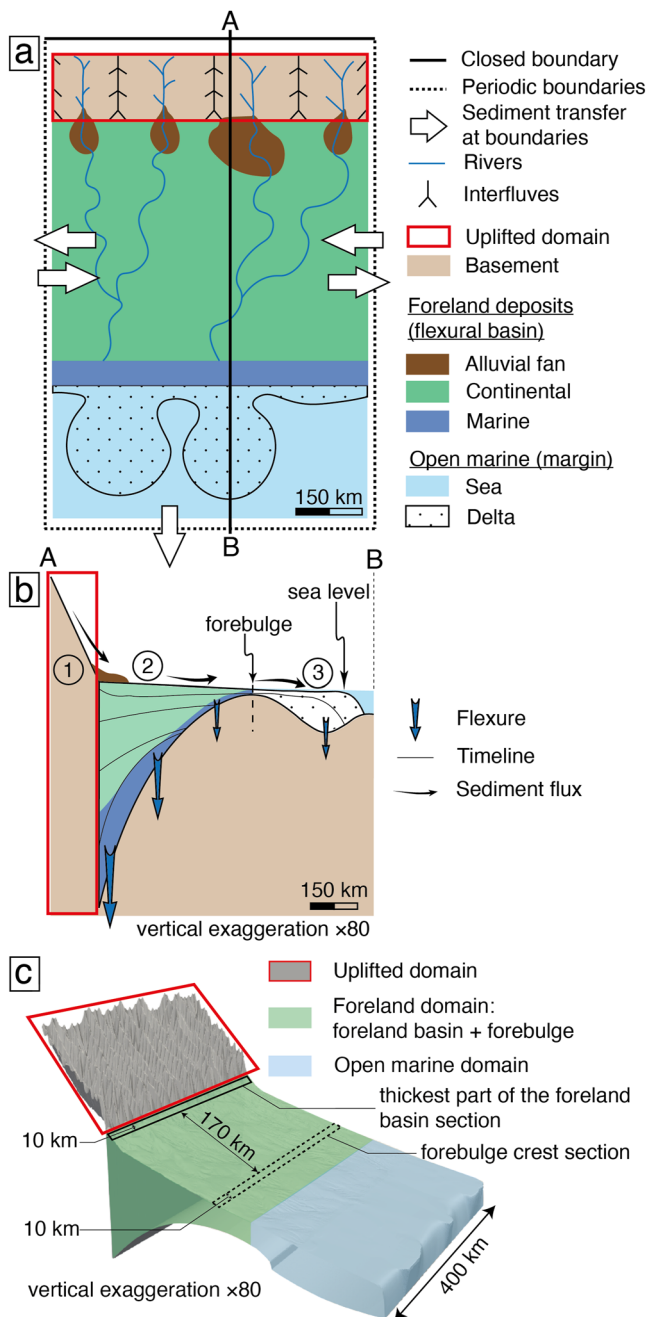 A
a
Closed boundary
Periodic boundaries
Sediment transfer
at boundaries
Rivers
Interfluves
Uplifted domain
Basement
Foreland deposits
(flexural basin)
Alluvial fan
Continental
Marine
Open marine (margin)
Sea
Delta
150 km
B
A
B
b
sea level
forebulge
1
2
3
Flexure
Timeline
Sediment flux
150 km
vertical exaggeration ×80
c
Uplifted domain
Foreland domain:
foreland basin + forebulge
Open marine domain
thickest part of the foreland
basin section
10 km
170 km
forebulge crest section
10 km
400 km
vertical exaggeration ×80